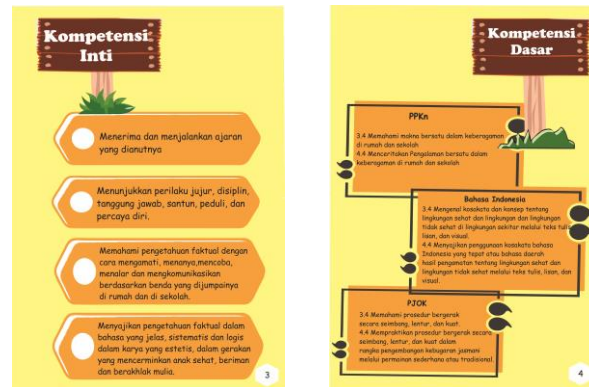 Kompetensi
Inti
Menerima dan menjalankan ajaran
yang dianutnya
Menunjukkan perilaku jujur, disiplin,
tanggung jawab, santun, peduli, dan
percaya diri.
Memahami pengetahuan faktual dengan
cara mengamati, menanya,mencoba,
menalar dan mengkomunikasikan
berdasarkan benda yang dijumpainya
di rumah dan di sekolah.
Menyajikan pengetahuan faktual dalam
bahasa yang jelas, sistematis dan logis
dalam karya yang estetis, dalam gerakan
yang mencerminkan anak sehat, beriman
dan berakhlak mulia.
3
Kompetensi
Dasar
PPKn
3.4 Memahami makna bersatu dalam keberagaman
di rumah dan sekolah
4.4 Menceritakan Pengalaman bersatu dalam
keberagaman di rumah dan sekolah
Bahasa Indonesia
3.4 Mengenal kosakata dan konsep tentang
lingkungan sehat dan lingkungan dan lingkungan
tidak sehat di lingkungan sekitar melalui teks tulis,
lisan, dan visual.
4.4 Menyajikan penggunaan kosakata bahasa
Indonesia yang tepat atau bahasa daerah
hasil pengamatan tentang lingkungan sehat dan
lingkungan tidak sehat melalui teks tulis, lisan, dan
visual.
PJOK
3.4 Memahami prosedur bergerak
secara seimbang, lentur, dan kuat.
4.4 Mempraktikan prosedur bergerak secara
seimbang, lentur, dan kuat dalam
rangka pengembangan kebugaran jasmani
melalui permainan sederhana atau tradisional.
4